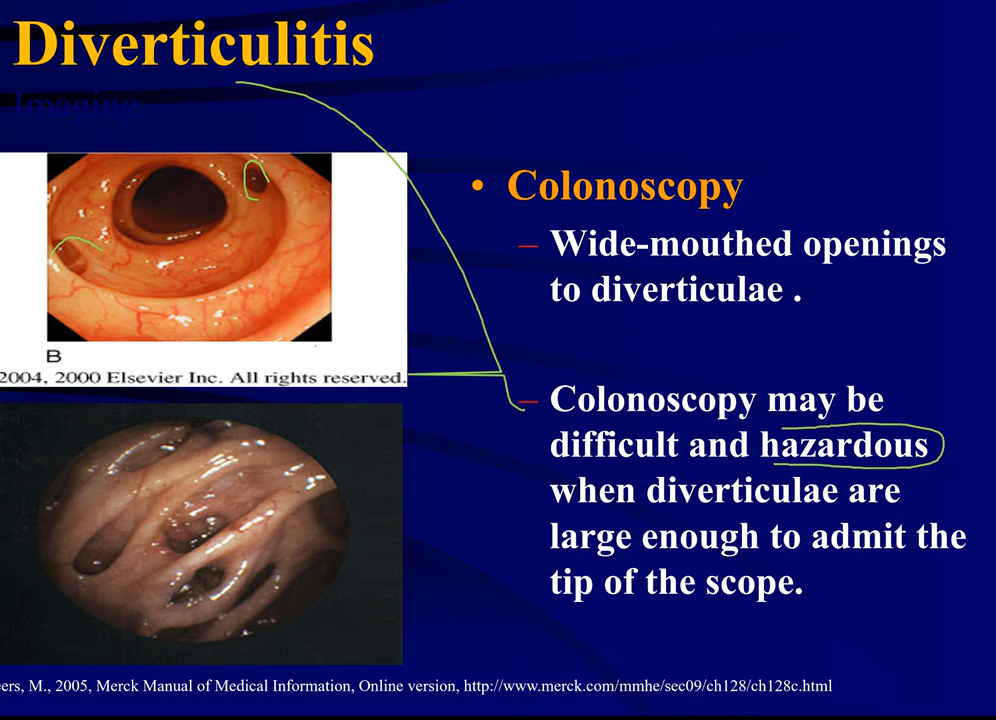 Diverticulitis
Imaging
• Colonoscopy
– Wide-mouthed openings
to diverticulae .
B
2004, 2000 Elsevier Inc. All rights reserved.
– Colonoscopy may be
difficult and hazardous
when diverticulae are
large enough to admit the
tip of the scope.
M., 2005, Merck Manual of Medical Information, Online version, http://www.merck.com/mmhe/sec09/ch128/ch128c.html